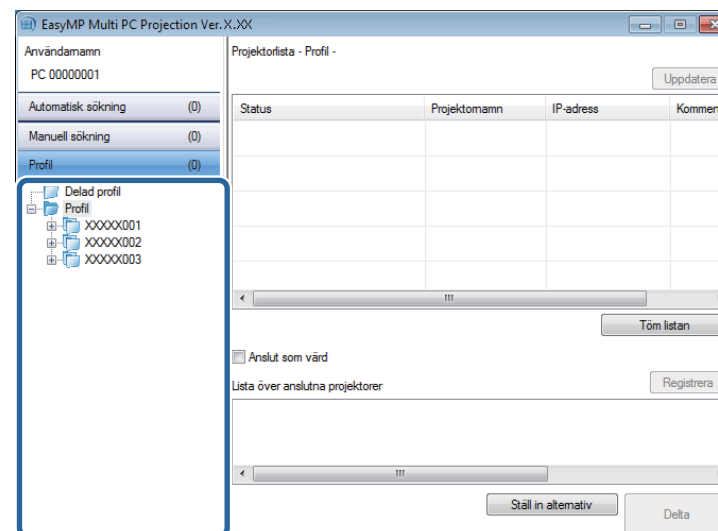 EasyMP Multi PC Projection Ver.X.XX
Användarnamn
PC 00000001
Automatisk sökning (0)
Manuell sökning (0)
Profil (0)
Delad profil
Profil
XXXXX001
XXXXX002
XXXXX003
Projektorlista - Profil -
Uppdatera
Status Projektornamn IP-adress Kommen
Töm listan
Anslut som värd
Lista över anslutna projektorer
Registrera
Ställ in alternativ
Delta